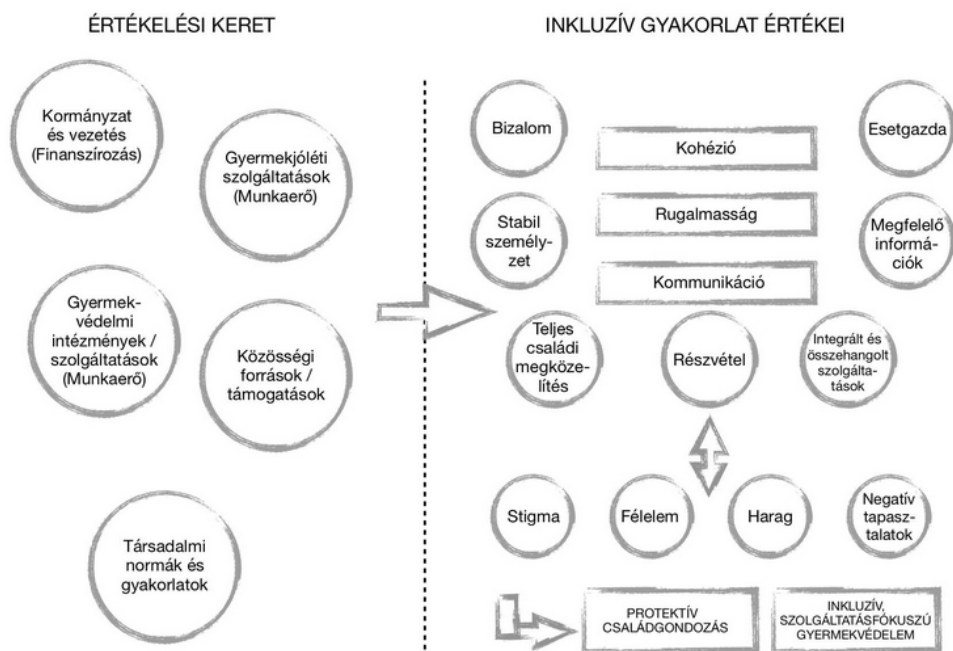 ÉRTÉKELÉSI KERET
Kormányzat
és vezetés
(Finanszírozás)
Gyermekjóléti
szolgáltatások
(Munkaerő)
Gyermek-
védelmi
intézmények /
szolgáltatások
(Munkaerő)
Közösségi
források /
támogatások
Társadalmi
normák és
gyakorlatok
INKLUZÍV GYAKORLAT ÉRTÉKEI
Bizalom
Kohézió
Esetgazda
Stabil
személy-
zet
Rugalmasság
Megfelelő
informá-
ciók
Kommunikáció
Teljes
családi
megköze-
lítés
Részvétel
Integrált és
összehangolt
szolgálta-
tások
Stigma
Félelem
Harag
Negatív
tapasz-
talatok
PROTEKTÍV
CSALÁDGONDOZÁS
INKLUZÍV,
SZOLGÁLTATÁSFÓKUSZÚ
GYERMEKVÉDELEM